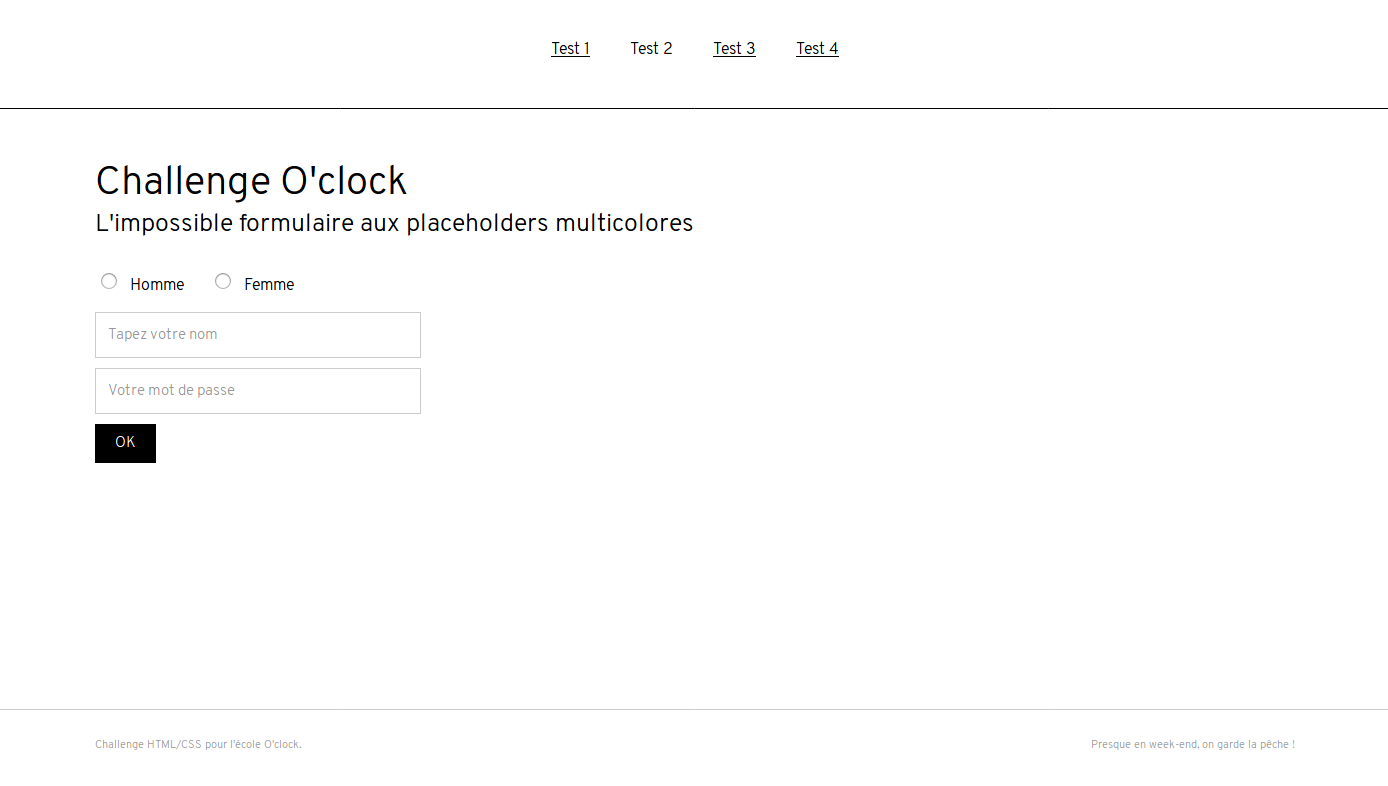 Test 1 Test 2 Test 3 Test 4
Challenge O'clock
L'impossible formulaire aux placeholders multicolores
Homme Femme
Tapez votre nom
Votre mot de passe
OK
Challenge HTML/CSS pour l'école O'clock. Presque en week-end, on garde la pêche !